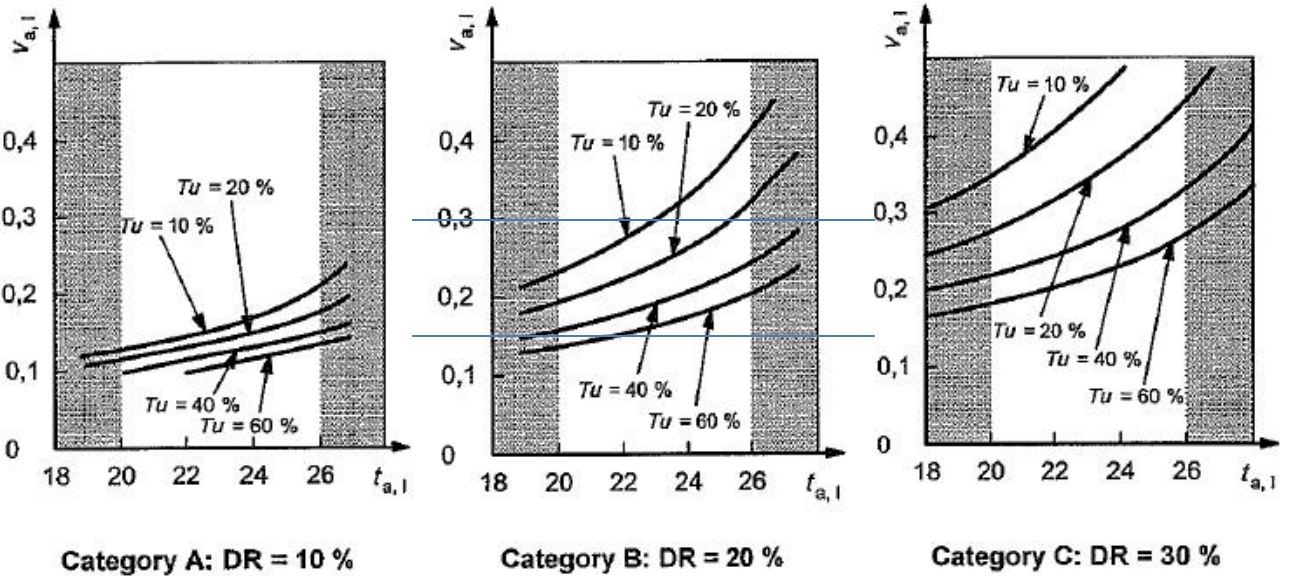 v a, l
0,4
0,3
0,2
0,1
0
Tu = 20 %
Tu = 10 %
Tu = 40 %
Tu = 60 %
18 20 22 24 26 t a, l
Category A: DR = 10 %
v a, l
0,4
0,3
0,2
0,1
0
Tu = 20 %
Tu = 10 %
Tu = 40 %
Tu = 60 %
18 20 22 24 26 t a, l
Category B: DR = 20 %
v a, l
0,4
0,3
0,2
0,1
0
Tu = 10 %
Tu = 20 %
Tu = 40 %
Tu = 60 %
18 20 22 24 26 t a, l
Category C: DR = 30 %